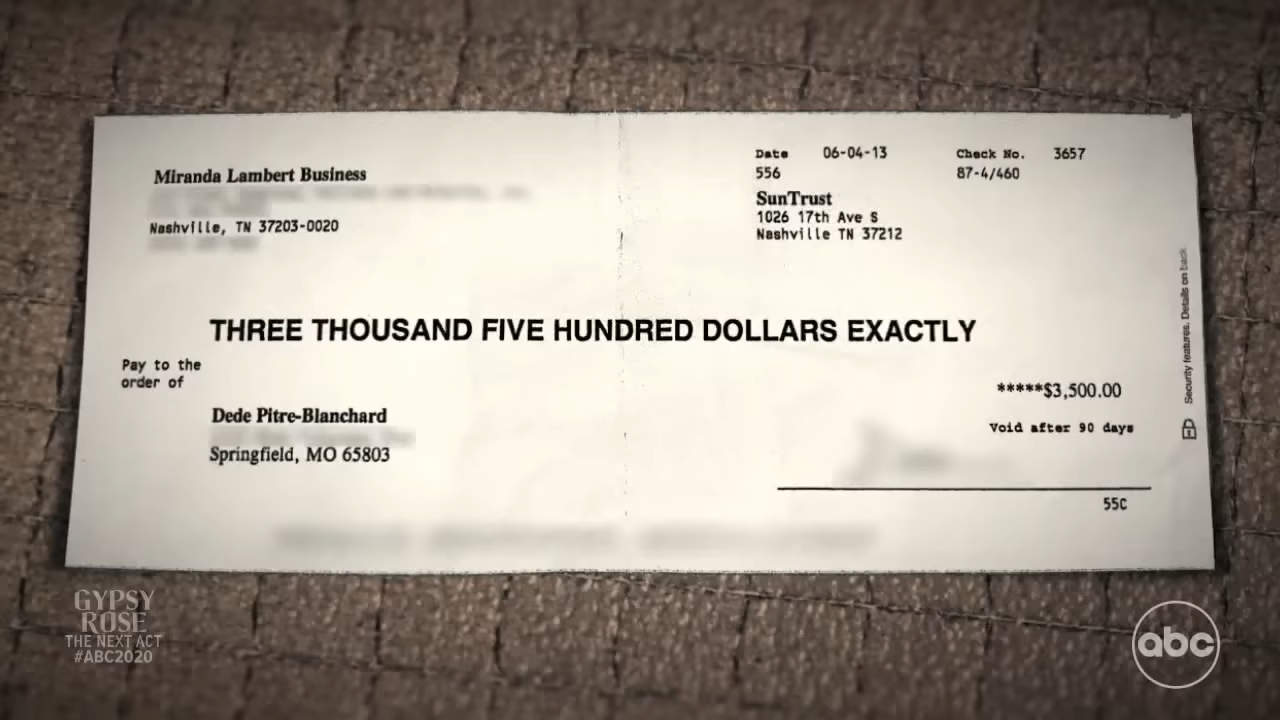 Miranda Lambert Business
Nashville, TN 37203-0020
Date 06-04-13 Check No. 3657
556 87-4/460
SunTrust
1026 17th Ave S
Nashville TN 37212
THREE THOUSAND FIVE HUNDRED DOLLARS EXACTLY
Pay to the
order of
*****$3,500.00
Dede Pitre-Blanchard
Void after 90 days
Springfield, MO 65803
55C
Security features. Details on back
GYPSY
ROSE
THE NEXT ACT
#ABC2020
abc